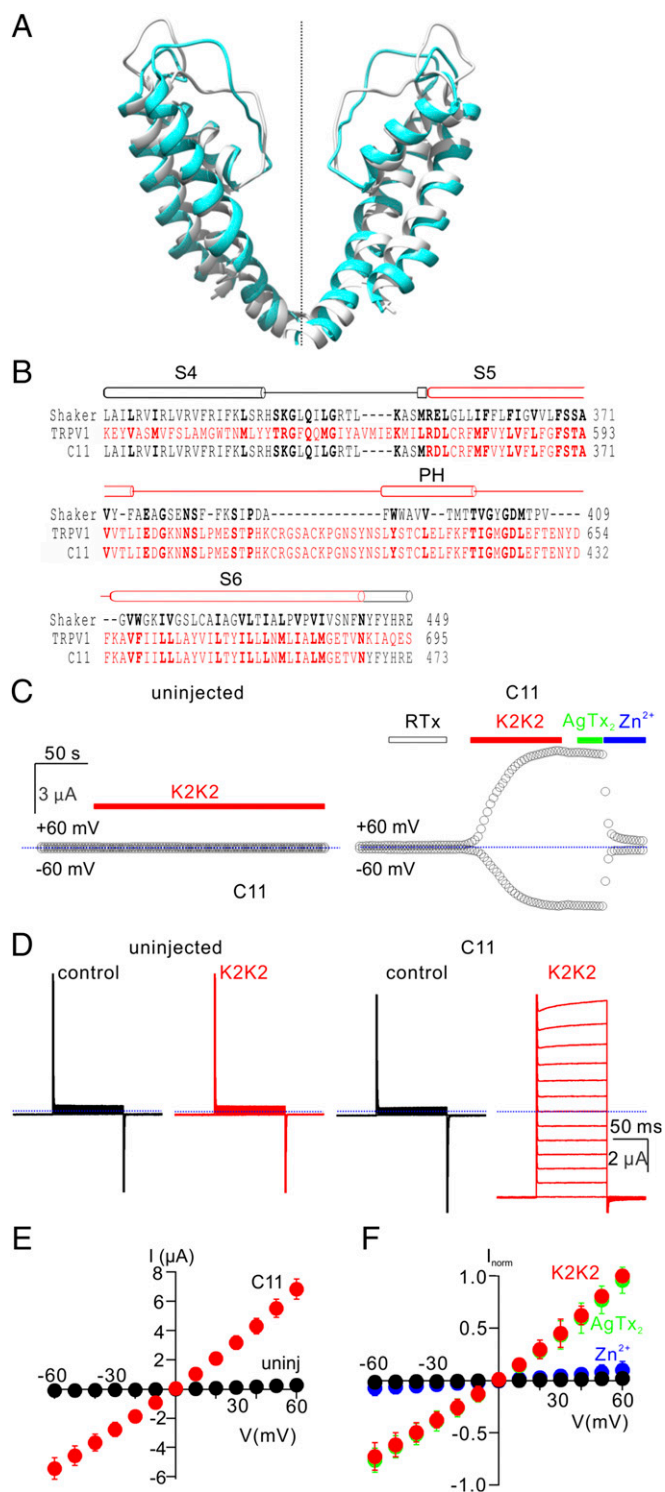 A
B
S4 S5
Shaker LAILRVIRLVRVFRIFKLSRHSKGLQILGRTL----KASMRELGLLIFFLFIGVVLFSSA 371
TRPV1 KEYVASMVFSLAMGWTNMLYYTRGFQQMGIYAVMIEKMILRDLCRFMFVYLVFLFGFSTA 593
C11 LAILRVIRLVRVFRIFKLSRHSKGLQILGRTL----KASMRDLCRFMFVYLVFLFGFSTA 371
PH
Shaker VY-FAEAGSENSF-FKSIPDA----------FWWAVV--TMTTVGYGDMTPV---- 409
TRPV1 VVTLIEDGKNNSLPMESTPHKCRGSACKPGNSYNSLYSTCLELFKFTIGMGDLEFTENYD 654
C11 VVTLIEDGKNNSLPMESTPHKCRGSACKPGNSYNSLYSTCLELFKFTIGMGDLEFTENYD 432
S6
Shaker --GVWGKIVGSLCAIAGVLTIALPVPVIVSNFNYFYHRE 449
TRPV1 FKAVFIILLLAYVILTYILLLNMLIALMGETVNKIAQES 695
C11 FKAVFIILLLAYVILTYILLLNMLIALMGETVNYFYHRE 473
C
uninjected C11
RTx K2K2 AgTx2 Zn2+
50 s
3 µA
K2K2
+60 mV
-60 mV
C11
+60 mV
-60 mV
D
uninjected C11
control K2K2 control K2K2
50 ms
2 µA
E
I (µA)
8
C11
6
4
2
uninj
-60 -30
30 60
-2
V(mV)
-4
-6
F
Inorm
1.0
K2K2
AgTx2
0.5
Zn2+
-60 -30
30 60
V(mV)
-0.5
-1.0